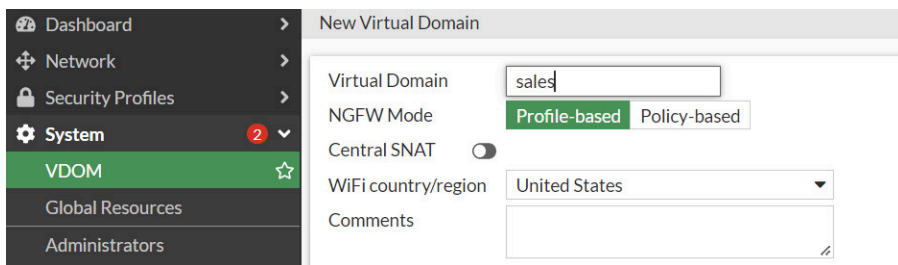 Dashboard
Network
Security Profiles
System 2
VDOM
Global Resources
Administrators
New Virtual Domain
Virtual Domain sales
NGFW Mode Profile-based Policy-based
Central SNAT
WiFi country/region United States
Comments